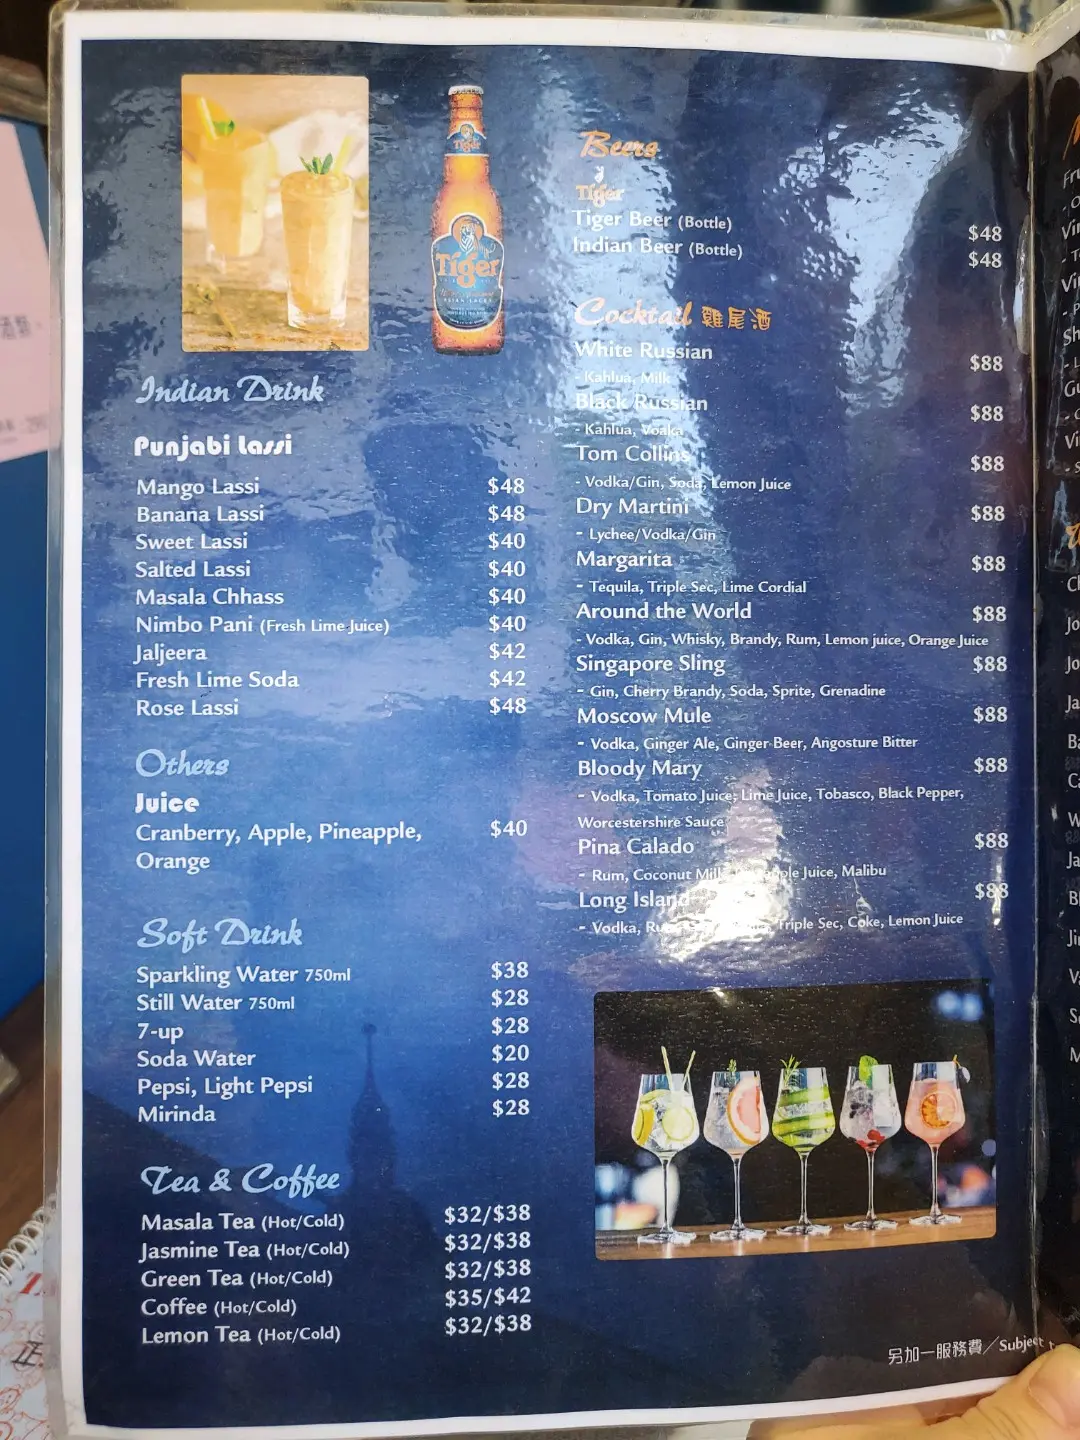 Indian Drink
Punjabi Lassi
Mango Lassi $48
Banana Lassi $48
Sweet Lassi $40
Salted Lassi $40
Masala Chhass $40
Nimbo Pani (Fresh Lime Juice) $40
Jaljeera $42
Fresh Lime Soda $42
Rose Lassi $48
Others
Juice
Cranberry, Apple, Pineapple, $40
Orange
Soft Drink
Sparkling Water 750ml $38
Still Water 750ml $28
7-up $28
Soda Water $20
Pepsi, Light Pepsi $28
Mirinda $28
Tea & Coffee
Masala Tea (Hot/Cold) $32/$38
Jasmine Tea (Hot/Cold) $32/$38
Green Tea (Hot/Cold) $32/$38
Coffee (Hot/Cold) $35/$42
Lemon Tea (Hot/Cold) $32/$38
Tiger
Tiger
Beers
Tiger
Tiger Beer (Bottle) $48
Indian Beer (Bottle) $48
Cocktail 雞尾酒
White Russian $88
- Kahlua, Milk
Black Russian $88
- Kahlua, Voaka
Tom Collins $88
- Vodka/Gin, Soda, Lemon Juice
Dry Martini $88
- Lychee/Vodka/Gin
Margarita $88
- Tequila, Triple Sec, Lime Cordial
Around the World $88
- Vodka, Gin, Whisky, Brandy, Rum, Lemon juice, Orange Juice
Singapore Sling $88
- Gin, Cherry Brandy, Soda, Sprite, Grenadine
Moscow Mule $88
- Vodka, Ginger Ale, Ginger Beer, Angosture Bitter
Bloody Mary $88
- Vodka, Tomato Juice, Lime Juice, Tobasco, Black Pepper,
Worcestershire Sauce
Pina Calado $88
- Rum, Coconut Milk, Juice, Malibu
Long Island $88
- Vodka, Triple Sec, Coke, Lemon Juice
另加一服務費／Subject